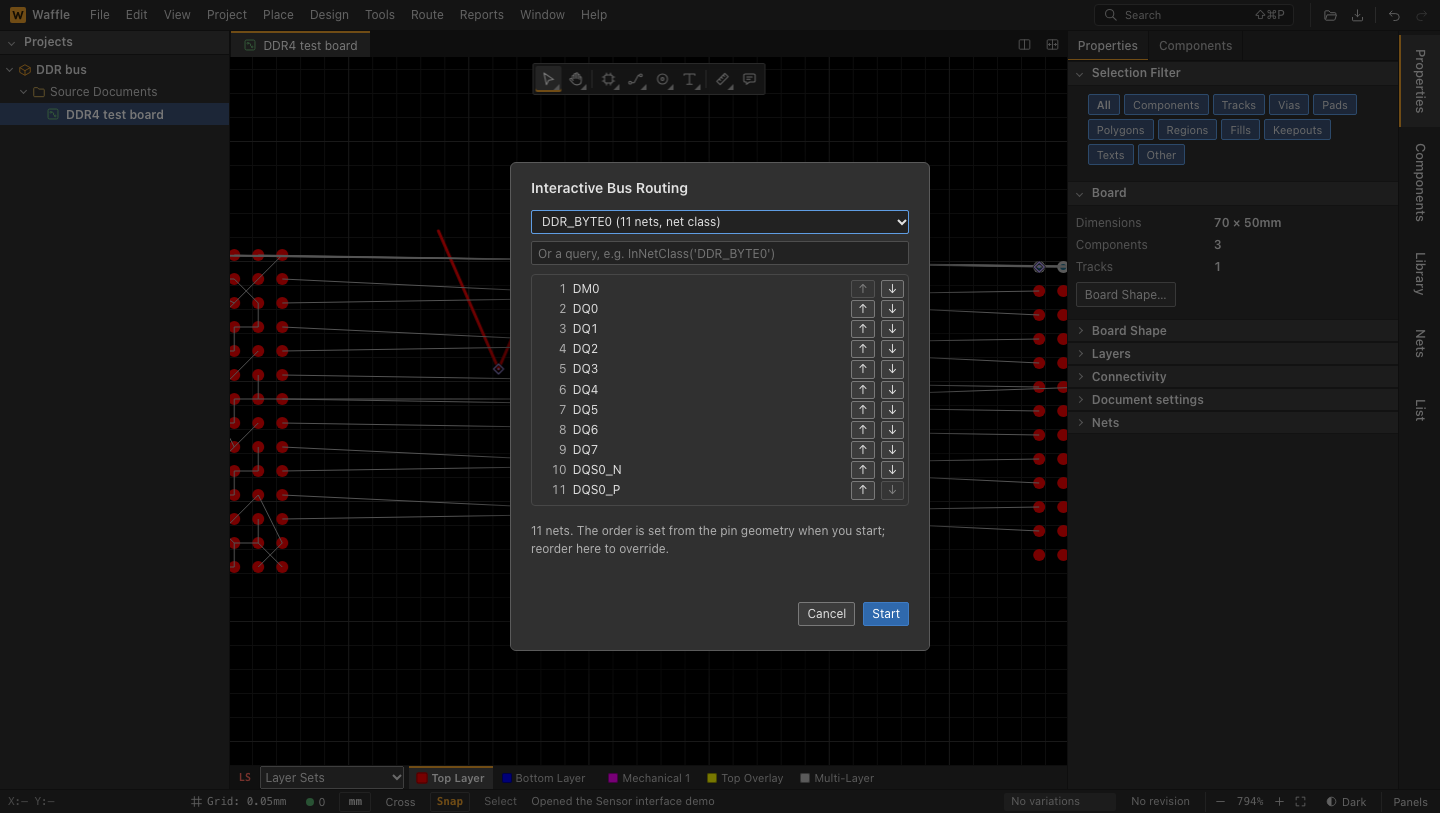 W Waffle File Edit View Project Place Design Tools Route Reports Window Help Search ⇧⌘P
Projects
DDR4 test board
Properties Components
DDR bus
Source Documents
DDR4 test board
Selection Filter
All Components Tracks Vias Pads
Polygons Regions Fills Keepouts
Texts Other
Board
Dimensions 70 × 50mm
Components 3
Tracks 1
Board Shape...
Board Shape
Layers
Connectivity
Document settings
Nets
Properties
Components
Library
Nets
List
Interactive Bus Routing
DDR_BYTE0 (11 nets, net class)
Or a query, e.g. InNetClass('DDR_BYTE0')
1 DM0 ↑ ↓
2 DQ0 ↑ ↓
3 DQ1 ↑ ↓
4 DQ2 ↑ ↓
5 DQ3 ↑ ↓
6 DQ4 ↑ ↓
7 DQ5 ↑ ↓
8 DQ6 ↑ ↓
9 DQ7 ↑ ↓
10 DQS0_N ↑ ↓
11 DQS0_P ↑ ↓
11 nets. The order is set from the pin geometry when you start;
reorder here to override.
Cancel Start
LS Layer Sets Top Layer Bottom Layer Mechanical 1 Top Overlay Multi-Layer
X:— Y:— Grid: 0.05mm 0 mm Cross Snap Select Opened the Sensor interface demo No variations No revision − 794% + Dark Panels